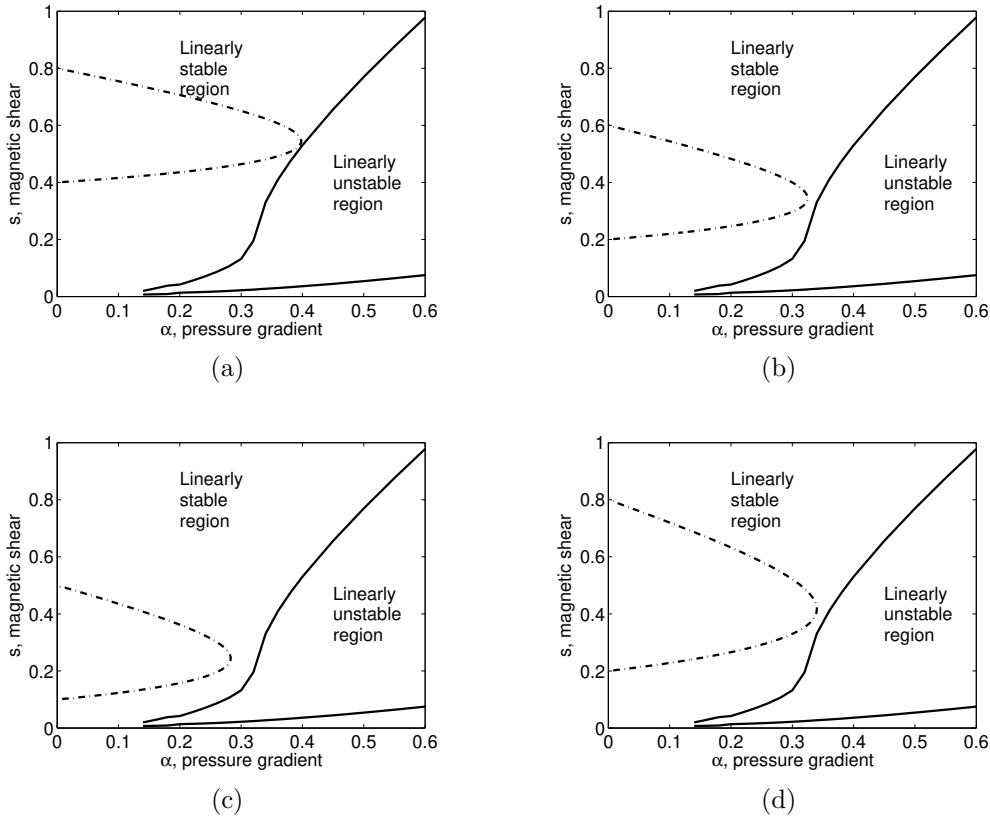 1
0.8
0.6
0.4
0.2
0
s, magnetic shear
Linearly
stable
region
Linearly
unstable
region
0 0.1 0.2 0.3 0.4 0.5 0.6
α, pressure gradient
(a)
1
0.8
0.6
0.4
0.2
0
s, magnetic shear
Linearly
stable
region
Linearly
unstable
region
0 0.1 0.2 0.3 0.4 0.5 0.6
α, pressure gradient
(b)
1
0.8
0.6
0.4
0.2
0
s, magnetic shear
Linearly
stable
region
Linearly
unstable
region
0 0.1 0.2 0.3 0.4 0.5 0.6
α, pressure gradient
(c)
1
0.8
0.6
0.4
0.2
0
s, magnetic shear
Linearly
stable
region
Linearly
unstable
region
0 0.1 0.2 0.3 0.4 0.5 0.6
α, pressure gradient
(d)